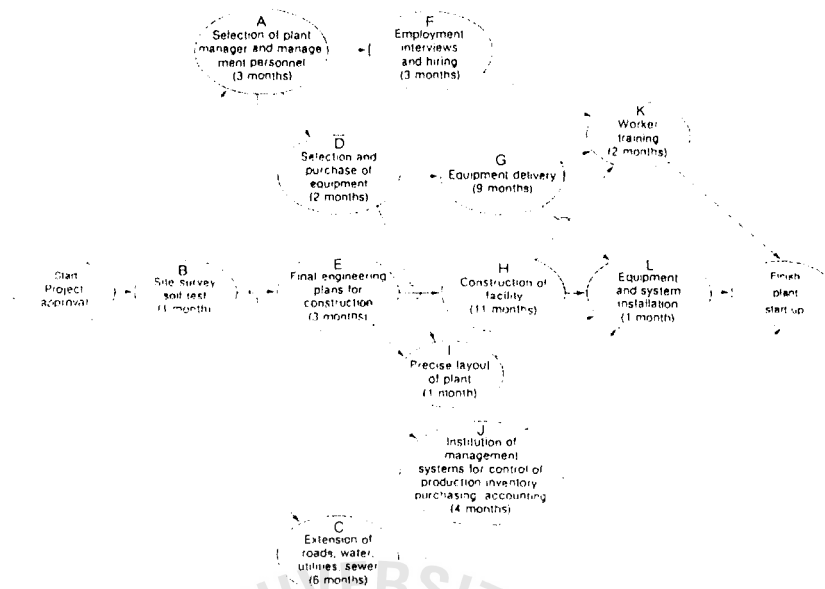 A
Selection of plant
manager and manage
ment personnel
(3 months)
F
Employment
interviews
and hiring
(3 months)
K
Worker
training
(2 months)
D
Selection and
purchase of
equipment
(2 months)
G
Equipment delivery
(9 months)
Start
Project
approval
B
Site survey
soil test
(1 month)
E
Final engineering
plans for
construction
(3 months)
H
Construction of
facility
(11 months)
L
Equipment
and system
installation
(1 month)
Finish
plant
start up
I
Precise layout
of plant
(1 month)
J
Institution of
management
systems for control of
production inventory
purchasing, accounting
(4 months)
C
Extension of
roads, water,
utilities, sewer
(6 months)